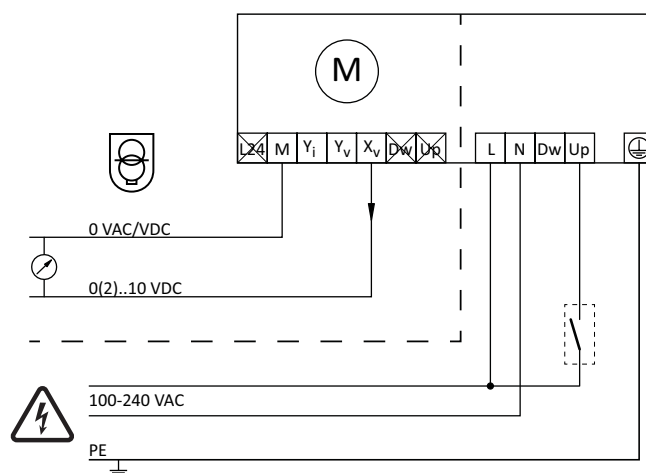 M
L24 M Yi Yv Xv Dw Up L N Dw Up
0 VAC/VDC
0(2)..10 VDC
100-240 VAC
PE